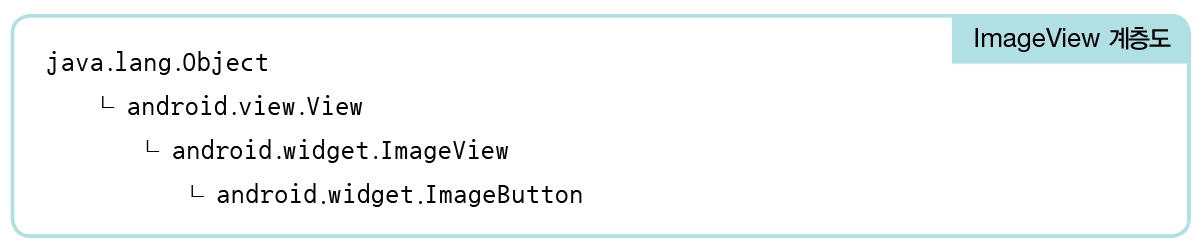 ImageView 계층도
java.lang.Object
└ android.view.View
└ android.widget.ImageView
└ android.widget.ImageButton